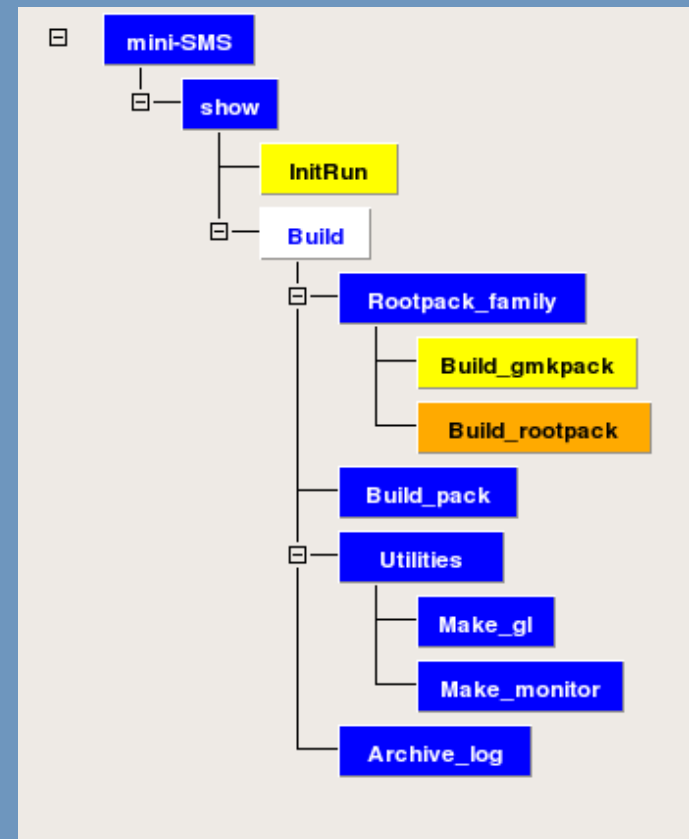 mini-SMS
show
InitRun
Build
Rootpack_family
Build_gmkpack
Build_rootpack
Build_pack
Utilities
Make_gl
Make_monitor
Archive_log